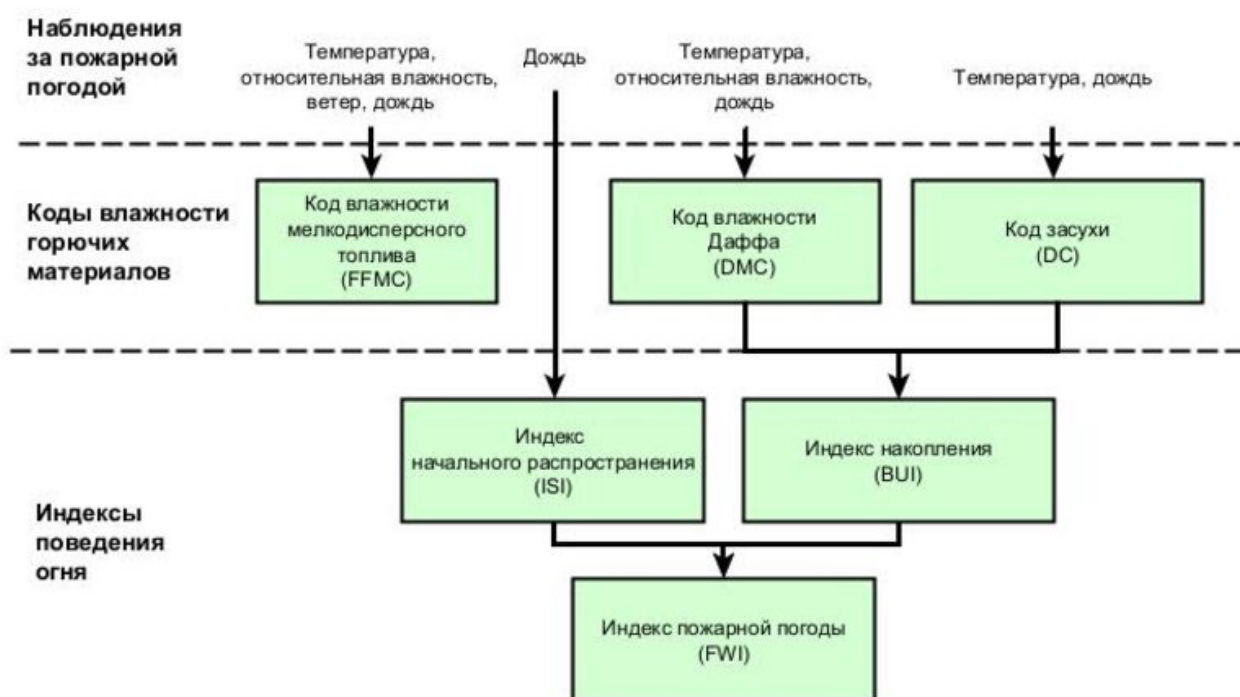 Наблюдения
за пожарной
погодой
Температура,
относительная влажность,
ветер, дождь
Дождь
Температура,
относительная влажность,
дождь
Температура, дождь
Коды влажности
горючих
материалов
Код влажности
мелкодисперсного
топлива
(FFMC)
Код влажности
Даффа
(DMC)
Код засухи
(DC)
Индексы
поведения
огня
Индекс
начального распространения
(ISI)
Индекс накопления
(BUI)
Индекс пожарной погоды
(FWI)